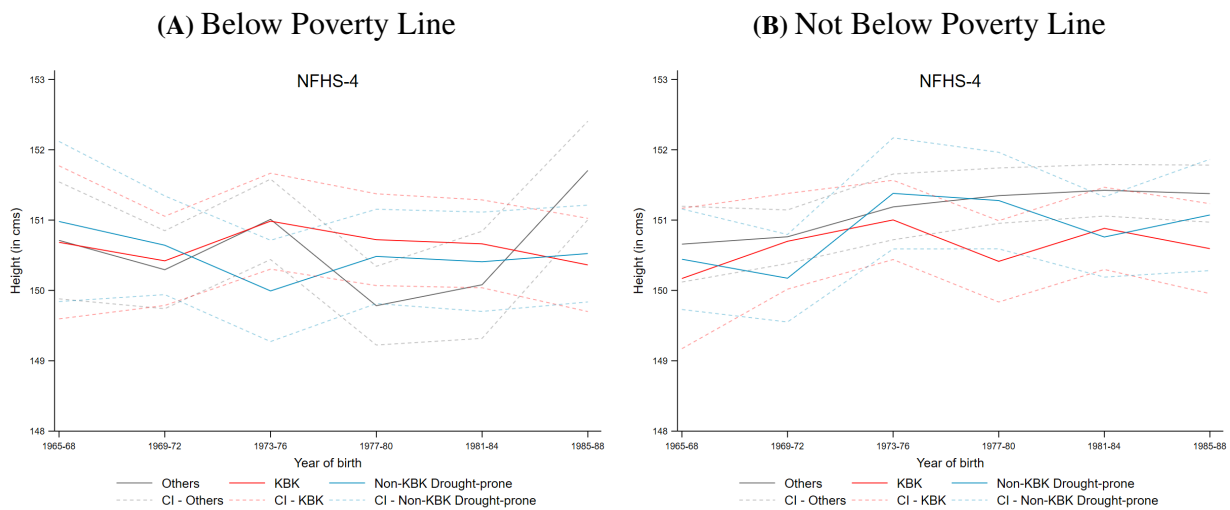 (A) Below Poverty Line
NFHS-4
Height (in cms)
153
152
151
150
149
148
1965-68 1969-72 1973-76 1977-80 1981-84 1985-88
Year of birth
Others KBK Non-KBK Drought-prone
CI - Others CI - KBK CI - Non-KBK Drought-prone
(B) Not Below Poverty Line
NFHS-4
Height (in cms)
153
152
151
150
149
148
1965-68 1969-72 1973-76 1977-80 1981-84 1985-88
Year of birth
Others KBK Non-KBK Drought-prone
CI - Others CI - KBK CI - Non-KBK Drought-prone